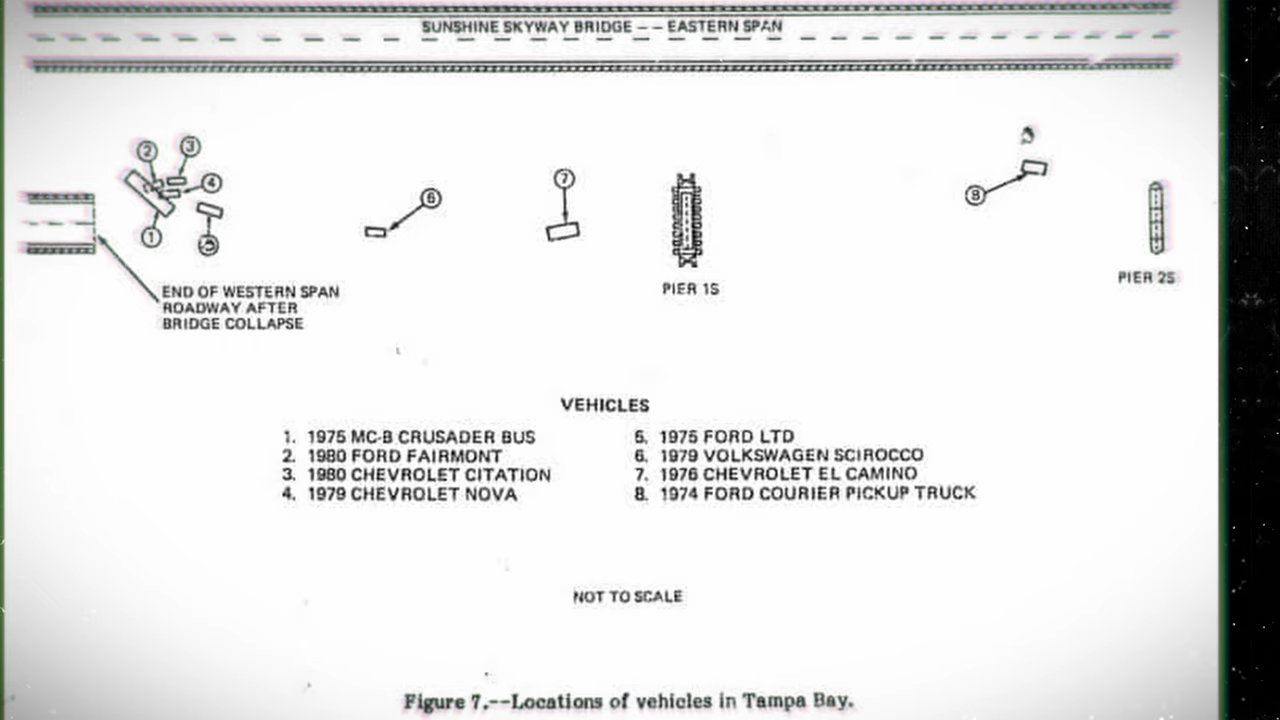 SUNSHINE SKYWAY BRIDGE -- EASTERN SPAN
2
3
4
1
6
7
8
PIER 1S
PIER 2S
END OF WESTERN SPAN
ROADWAY AFTER
BRIDGE COLLAPSE
VEHICLES
1. 1975 MC-8 CRUSADER BUS
2. 1980 FORD FAIRMONT
3. 1980 CHEVROLET CITATION
4. 1979 CHEVROLET NOVA
5. 1975 FORD LTD
6. 1979 VOLKSWAGEN SCIROCCO
7. 1976 CHEVROLET EL CAMINO
8. 1974 FORD COURIER PICKUP TRUCK
NOT TO SCALE
Figure 7.--Locations of vehicles in Tampa Bay.